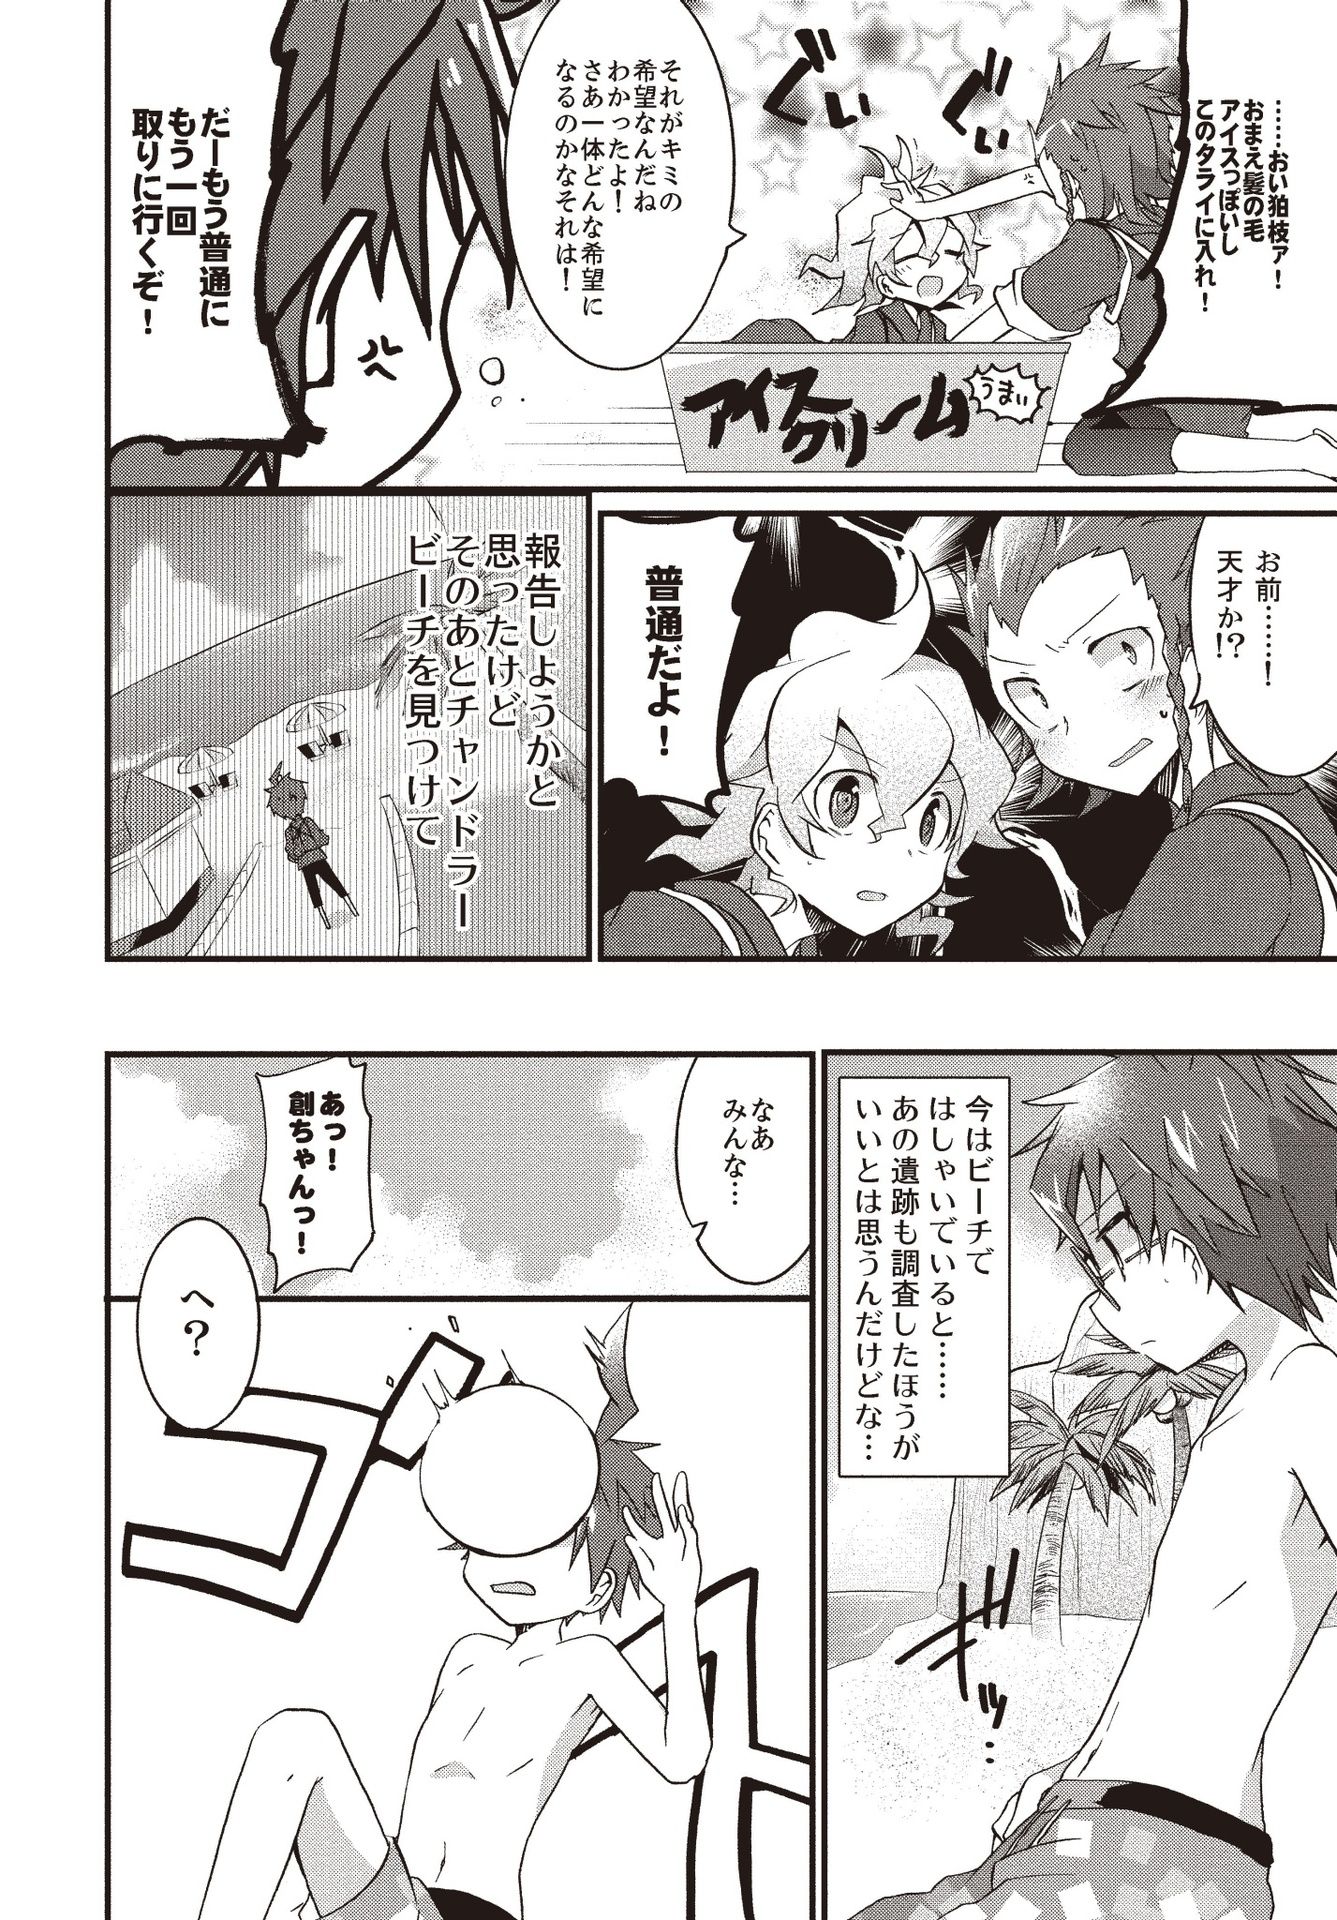 ……おい狛枝ァ！
おまえ髪の毛
アイスっぽいし
このタライに入れ！
ぐい
ぐい
アイス
クリーム
うまい
それがキミの
希望なんだね
わかったよ！
さあ一体どんな希望に
なるのかなそれは！
だーもう普通に
もう一回
取りに行くぞ！
お前……！
天才か!?
普通だよ！
報告しようかと
思ったけど
そのあとチャンドラー
ビーチを見つけて
今はビーチで
はしゃいでいると……
あの遺跡も調査したほうが
いいとは思うんだけどな…
なあ
みんな…
あっ！
創ちゃんっ！
へ？